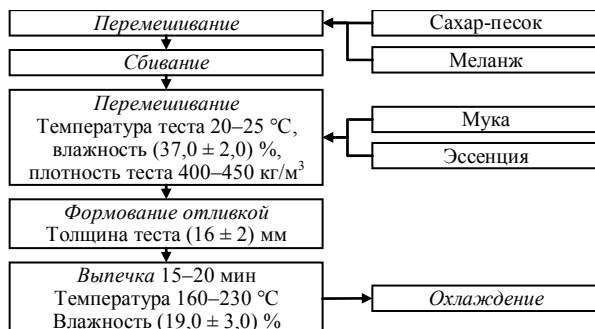 Перемешивание
Сахар-песок
Сбивание
Меланж
Перемешивание
Температура теста 20–25 °С,
влажность (37,0 ± 2,0) %,
плотность теста 400–450 кг/м³
Мука
Эссенция
Формование отливкой
Толщина теста (16 ± 2) мм
Выпечка 15–20 мин
Температура 160–230 °С
Влажность (19,0 ± 3,0) %
Охлаждение